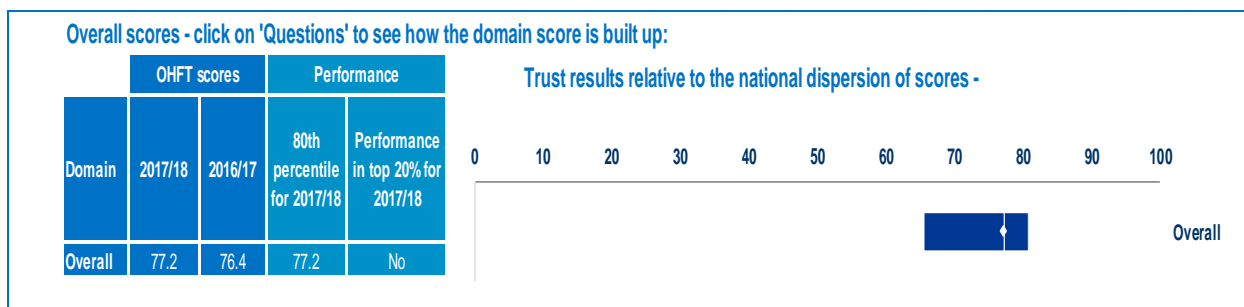 Overall scores - click on 'Questions' to see how the domain score is built up:
OHFT scores Performance
Domain 2017/18 2016/17 80th percentile for 2017/18 Performance in top 20% for 2017/18
Overall 77.2 76.4 77.2 No
Trust results relative to the national dispersion of scores -
0 10 20 30 40 50 60 70 80 90 100
Overall